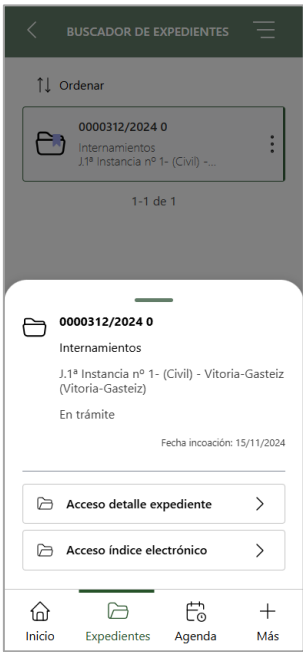 BUSCADOR DE EXPEDIENTES
Ordenar
0000312/2024 0
Internamientos
J.1ª Instancia nº 1- (Civil) -...
1-1 de 1
0000312/2024 0
Internamientos
J.1ª Instancia nº 1- (Civil) - Vitoria-Gasteiz
(Vitoria-Gasteiz)
En trámite
Fecha incoación: 15/11/2024
Acceso detalle expediente
Acceso índice electrónico
Inicio Expedientes Agenda Más